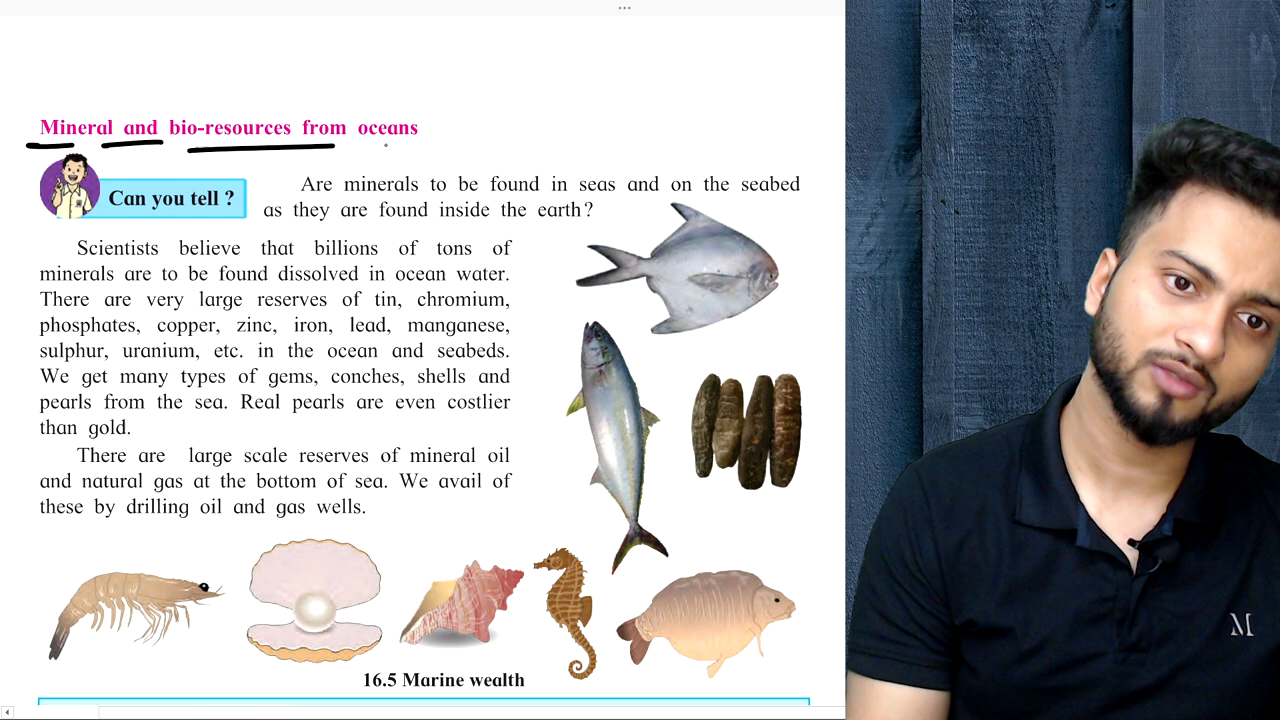 Mineral and bio-resources from oceans
Can you tell ?
Are minerals to be found in seas and on the seabed
as they are found inside the earth?
Scientists believe that billions of tons of
minerals are to be found dissolved in ocean water.
There are very large reserves of tin, chromium,
phosphates, copper, zinc, iron, lead, manganese,
sulphur, uranium, etc. in the ocean and seabeds.
We get many types of gems, conches, shells and
pearls from the sea. Real pearls are even costlier
than gold.
There are large scale reserves of mineral oil
and natural gas at the bottom of sea. We avail of
these by drilling oil and gas wells.
16.5 Marine wealth
M